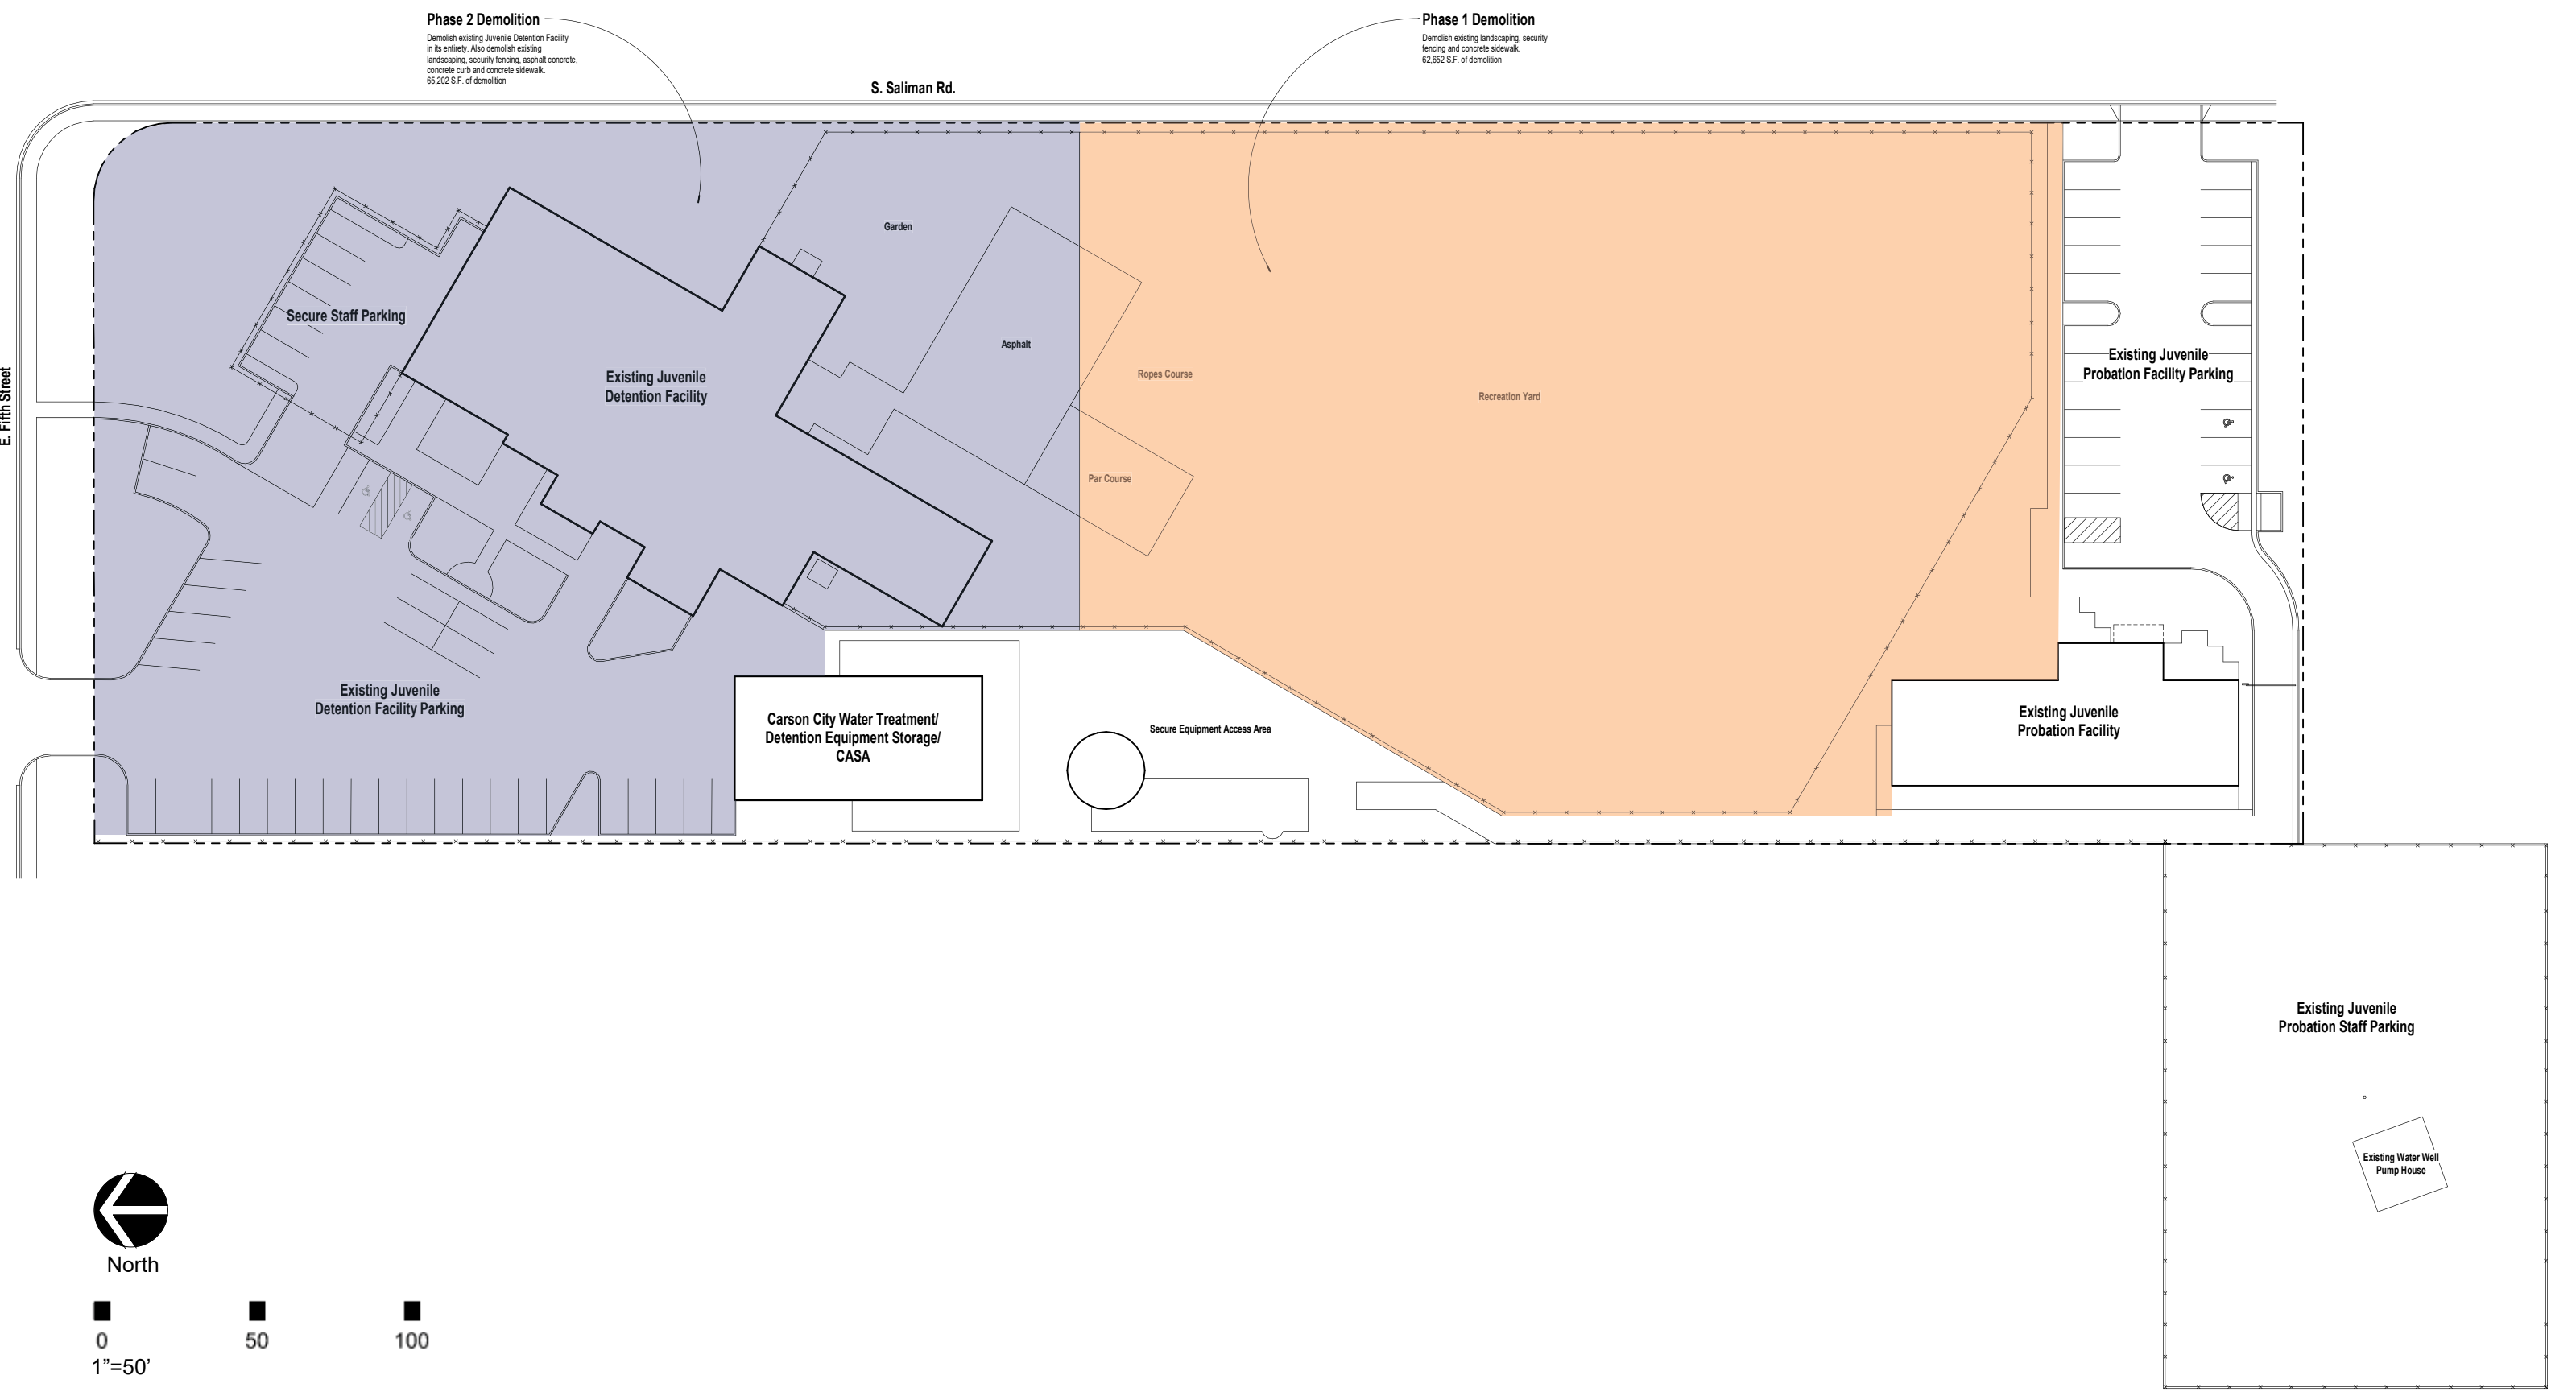 Phase 2 Demolition
Demolish existing Juvenile Detention Facility
in its entirety. Also demolish existing
landscaping, security fencing, asphalt concrete,
concrete curb and concrete sidewalk.
65,202 S.F. of demolition
Phase 1 Demolition
Demolish existing landscaping, security
fencing and concrete sidewalk.
62,652 S.F. of demolition
S. Saliman Rd.
E. Fifth Street
Garden
Secure Staff Parking
Asphalt
Existing Juvenile
Detention Facility
Ropes Course
Recreation Yard
Existing Juvenile
Probation Facility Parking
Par Course
Existing Juvenile
Detention Facility Parking
Carson City Water Treatment/
Detention Equipment Storage/
CASA
Secure Equipment Access Area
Existing Juvenile
Probation Facility
Existing Juvenile
Probation Staff Parking
Existing Water Well
Pump House
North
0 50 100
1”=50’